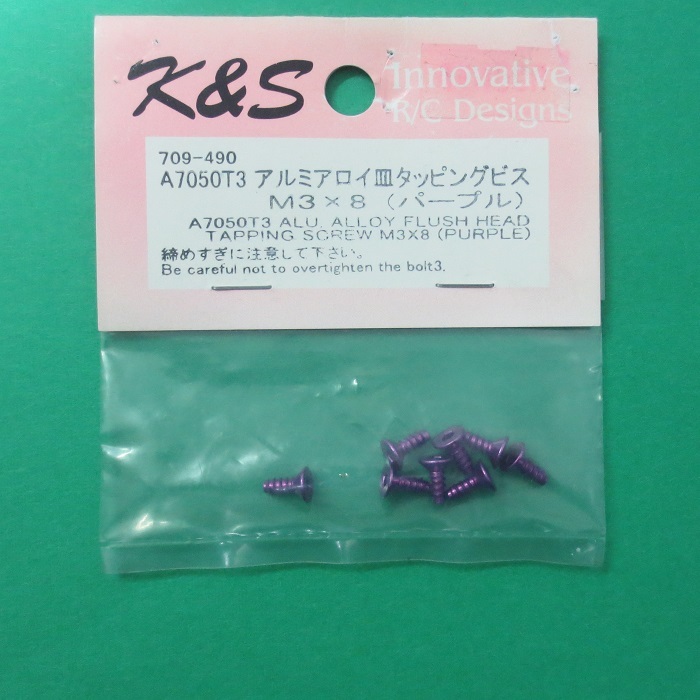 K&S
Innovative
R/C Designs
709-490
A7050T3 アルミアロイ皿タッピングビス
M3×8 (パープル)
A7050T3 ALU. ALLOY FLUSH HEAD
TAPPING SCREW M3X8 (PURPLE)
締めすぎに注意して下さい。
Be careful not to overtighten the bolt3.